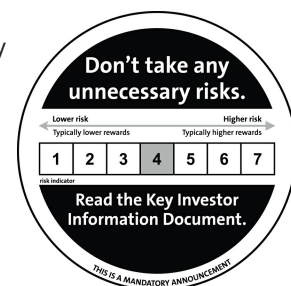 Don't take any
unnecessary risks.
Lower risk Higher risk
Typically lower rewards Typically higher rewards
1 2 3 4 5 6 7
risk indicator
Read the Key Investor
Information Document.
THIS IS A MANDATORY ANNOUNCEMENT